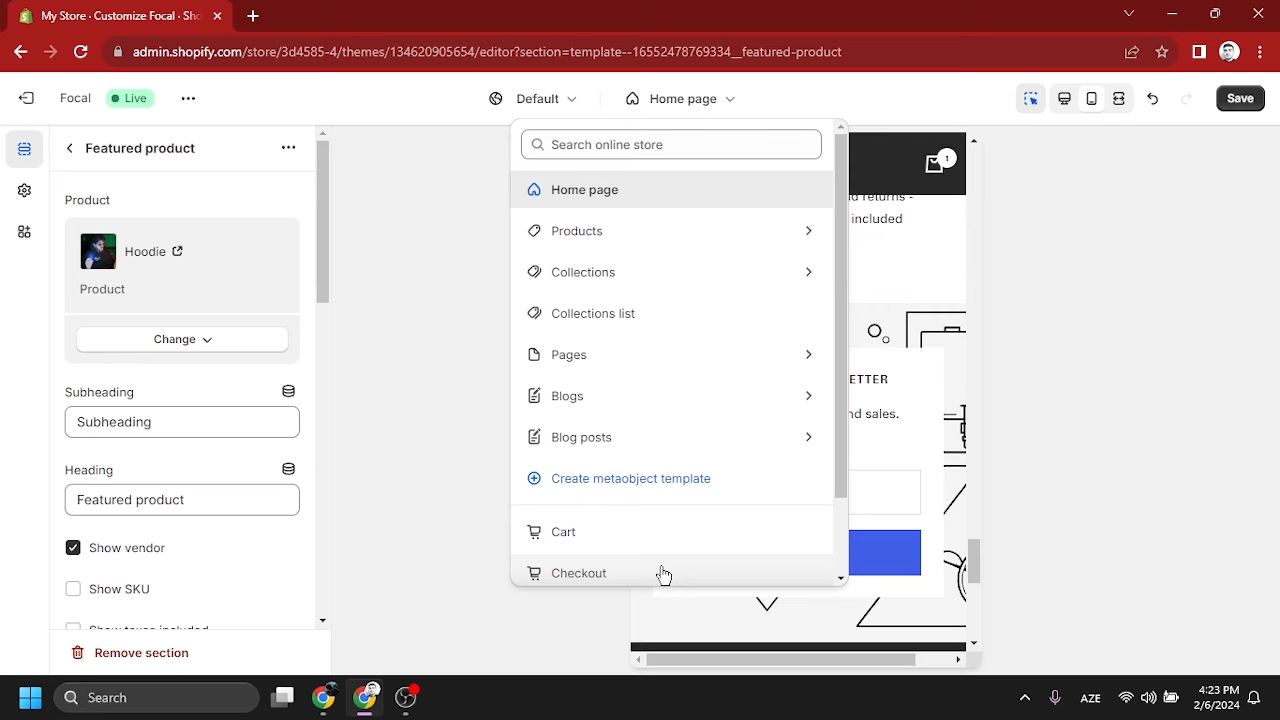 My Store · Customize Focal · Sho
admin.shopify.com/store/3d4585-4/themes/134620905654/editor?section=template--16552478769334__featured-product
Focal
Live
Default
Home page
Save
Featured product
Product
Hoodie
Product
Change
Subheading
Subheading
Heading
Featured product
Show vendor
Show SKU
Remove section
Search online store
Home page
Products
Collections
Collections list
Pages
Blogs
Blog posts
Create metaobject template
Cart
Checkout
1
included
ETTER
nd sales.
Search
AZE
4:23 PM
2/6/2024